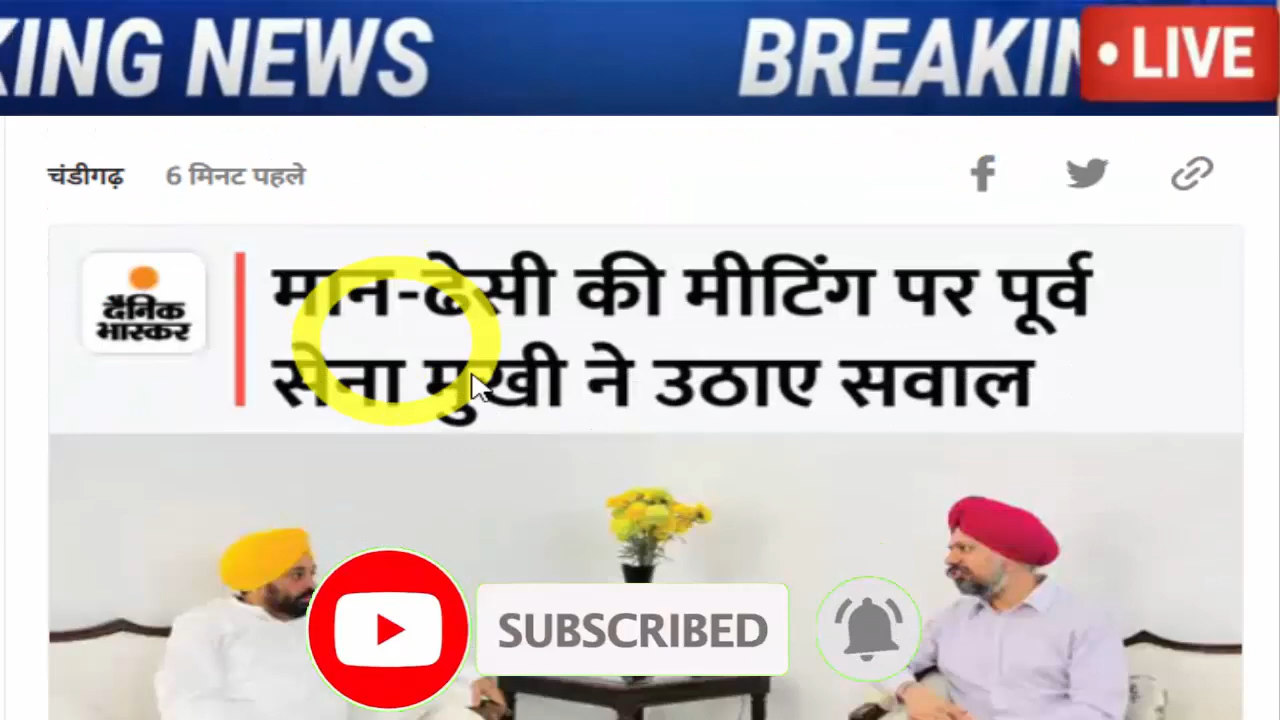 KING NEWS BREAKIN
• LIVE
चंडीगढ़ 6 मिनट पहले
दैनिक
भास्कर
मान-ढेसी की मीटिंग पर पूर्व
सेना मुखी ने उठाए सवाल
SUBSCRIBED